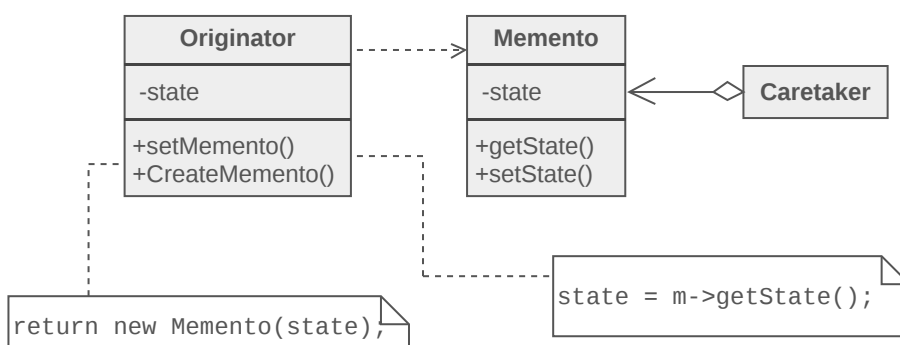 Originator
-state
+setMemento()
+CreateMemento()
Memento
-state
+getState()
+setState()
Caretaker
return new Memento(state);
state = m->getState();